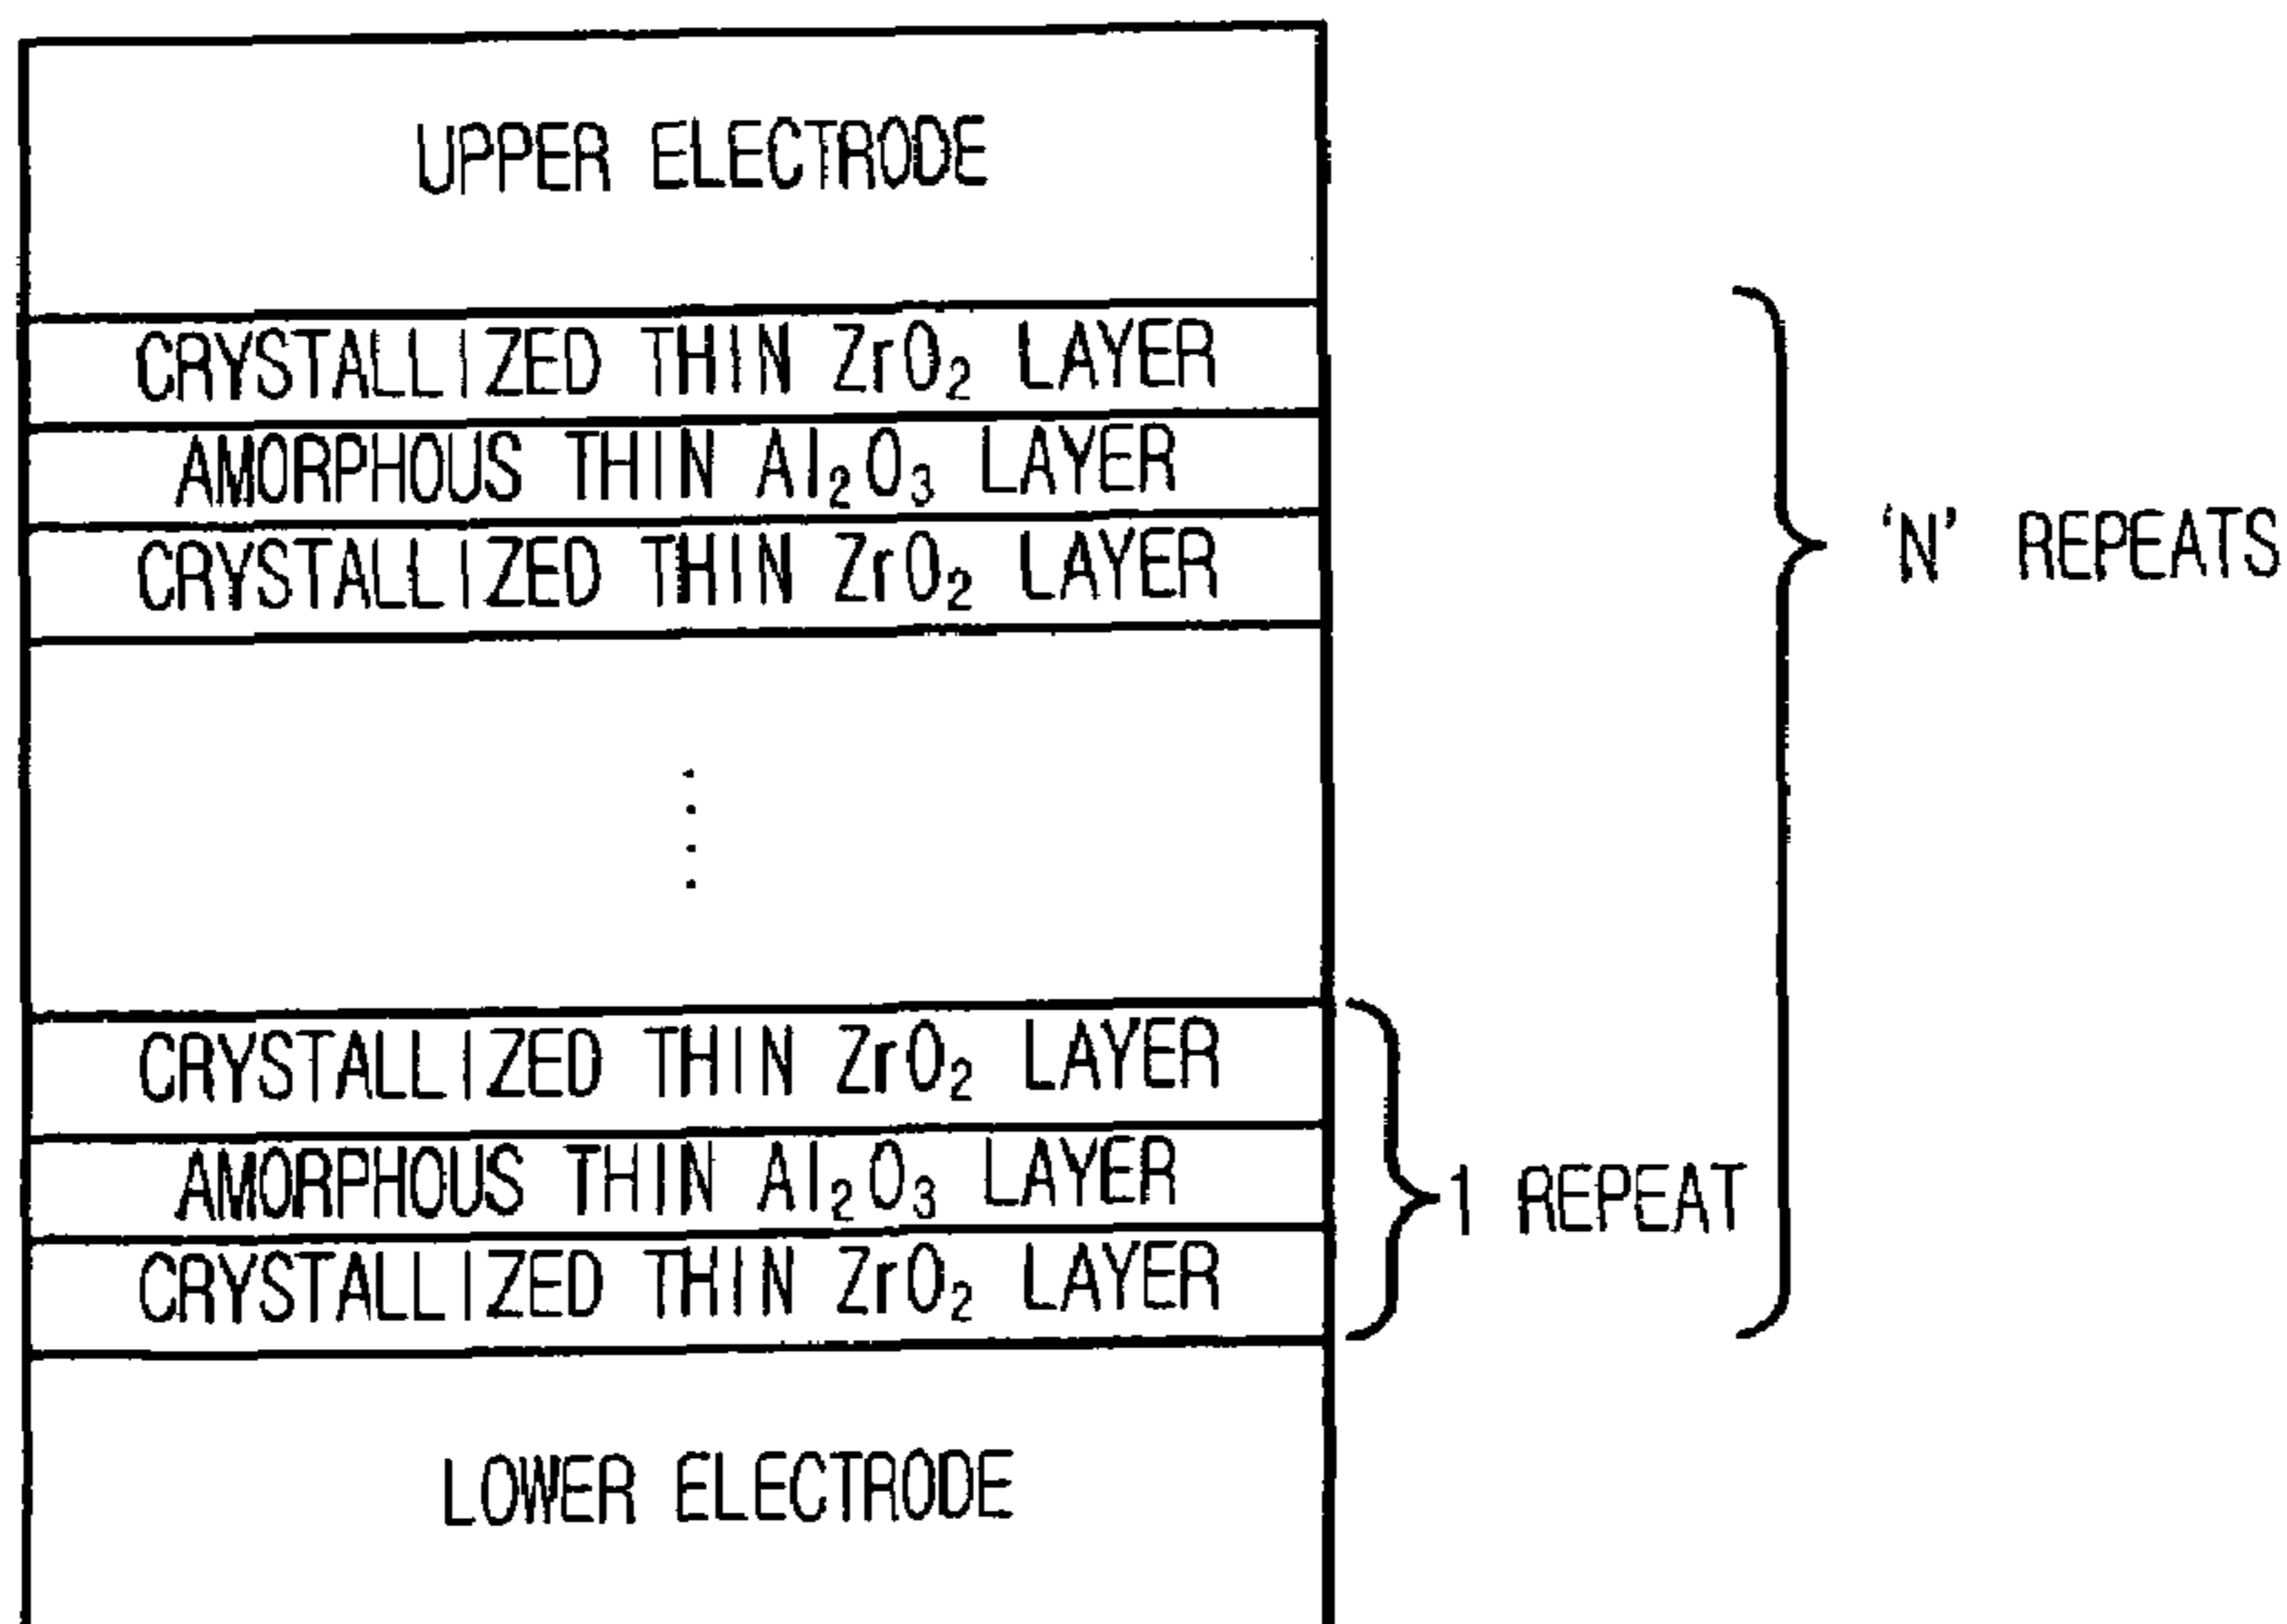 UPPER ELECTRODE
CRYSTALLIZED THIN ZrO₂ LAYER
AMORPHOUS THIN Al₂O₃ LAYER
CRYSTALLIZED THIN ZrO₂ LAYER
'N' REPEATS
CRYSTALLIZED THIN ZrO₂ LAYER
AMORPHOUS THIN Al₂O₃ LAYER
1 REPEAT
CRYSTALLIZED THIN ZrO₂ LAYER
LOWER ELECTRODE